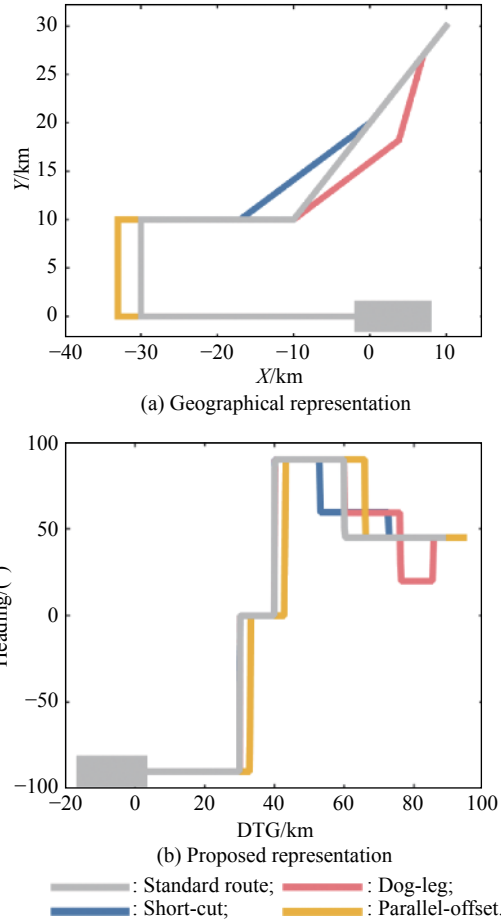 30
25
20
15
10
5
0
Y/km
−40
−30
−20
−10
0
10
X/km
(a) Geographical representation
100
50
0
−50
−100
−20
0
20
40
60
80
100
DTG/km
(b) Proposed representation
: Standard route;
: Dog-leg;
: Short-cut;
: Parallel-offset.